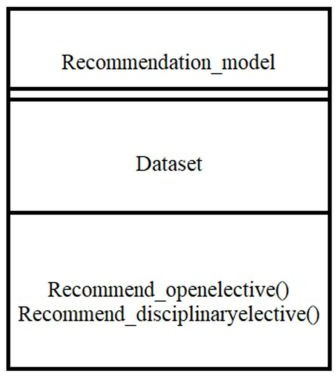 Recommendation_model
Dataset
Recommend_openelective()
Recommend_disciplinaryelective()